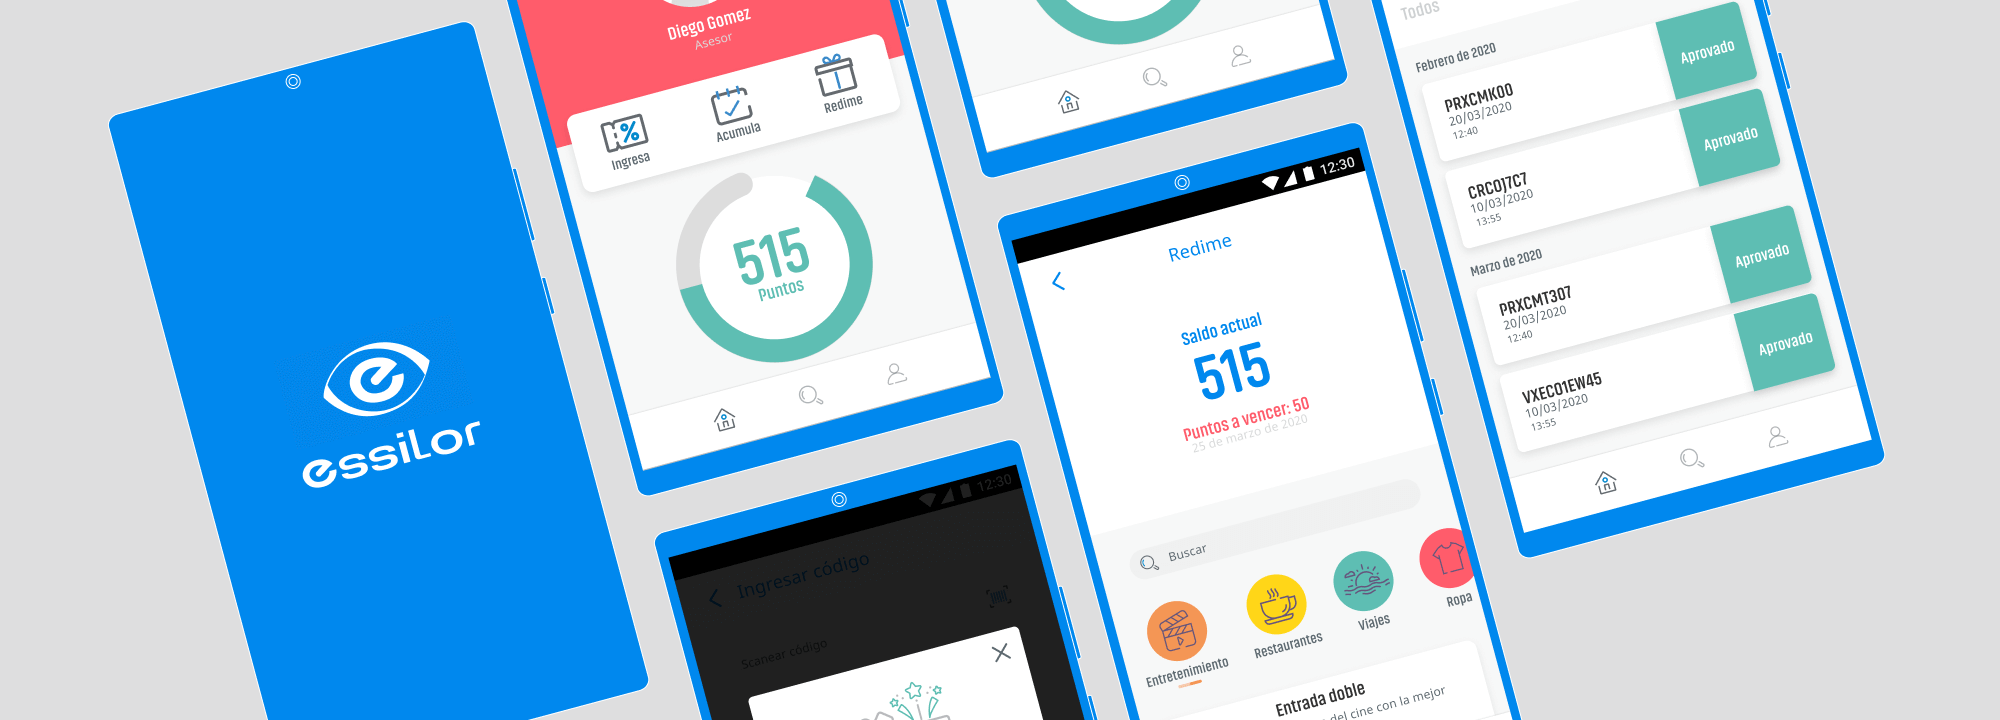 essilor
Diego Gomez
Asesor
Ingresa
Acumula
Redime
515
Puntos
12:30
Ingresar código
Scanear código
12:30
Redime
Saldo actual
515
Puntos a vencer: 50
25 de marzo de 2020
Buscar
Entretenimiento
Restaurantes
Viajes
Ropa
Entrada doble
del cine con la mejor
Todos
Febrero de 2020
PRXCMK00
20/03/2020
12:40
Aprovado
CRCOJ7C7
10/03/2020
13:55
Aprovado
Marzo de 2020
PRXCMT307
20/03/2020
12:40
Aprovado
VXECO1EW45
10/03/2020
13:55
Aprovado